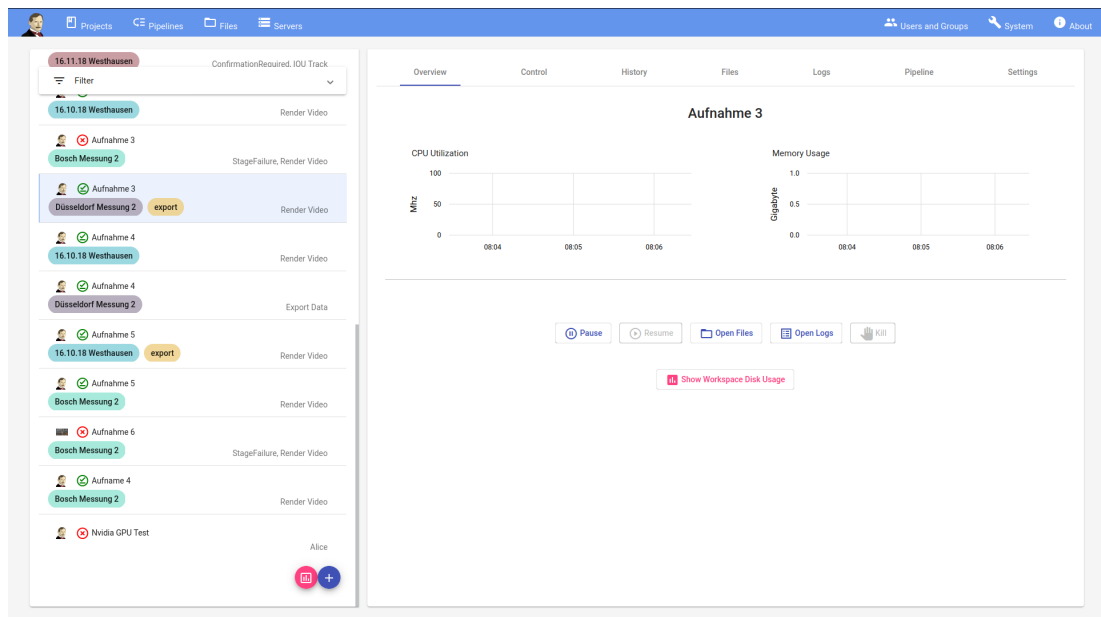 Projects Pipelines Files Servers Users and Groups System About
16.11.18 Westhausen
ConfirmationRequired, IOU Track
Filter
16.10.18 Westhausen
Render Video
Aufnahme 3
Bosch Messung 2
StageFailure, Render Video
Aufnahme 3
Düsseldorf Messung 2 export
Render Video
Aufnahme 4
16.10.18 Westhausen
Render Video
Aufnahme 4
Düsseldorf Messung 2
Export Data
Aufnahme 5
16.10.18 Westhausen export
Render Video
Aufnahme 5
Bosch Messung 2
Render Video
Aufnahme 6
Bosch Messung 2
StageFailure, Render Video
Aufname 4
Bosch Messung 2
Render Video
Nvidia GPU Test
Alice
Overview Control History Files Logs Pipeline Settings
Aufnahme 3
CPU Utilization
100
Mhz
50
0
08:04 08:05 08:06
Memory Usage
1.0
Gigabyte
0.5
0.0
08:04 08:05 08:06
Pause Resume Open Files Open Logs Kill
Show Workspace Disk Usage